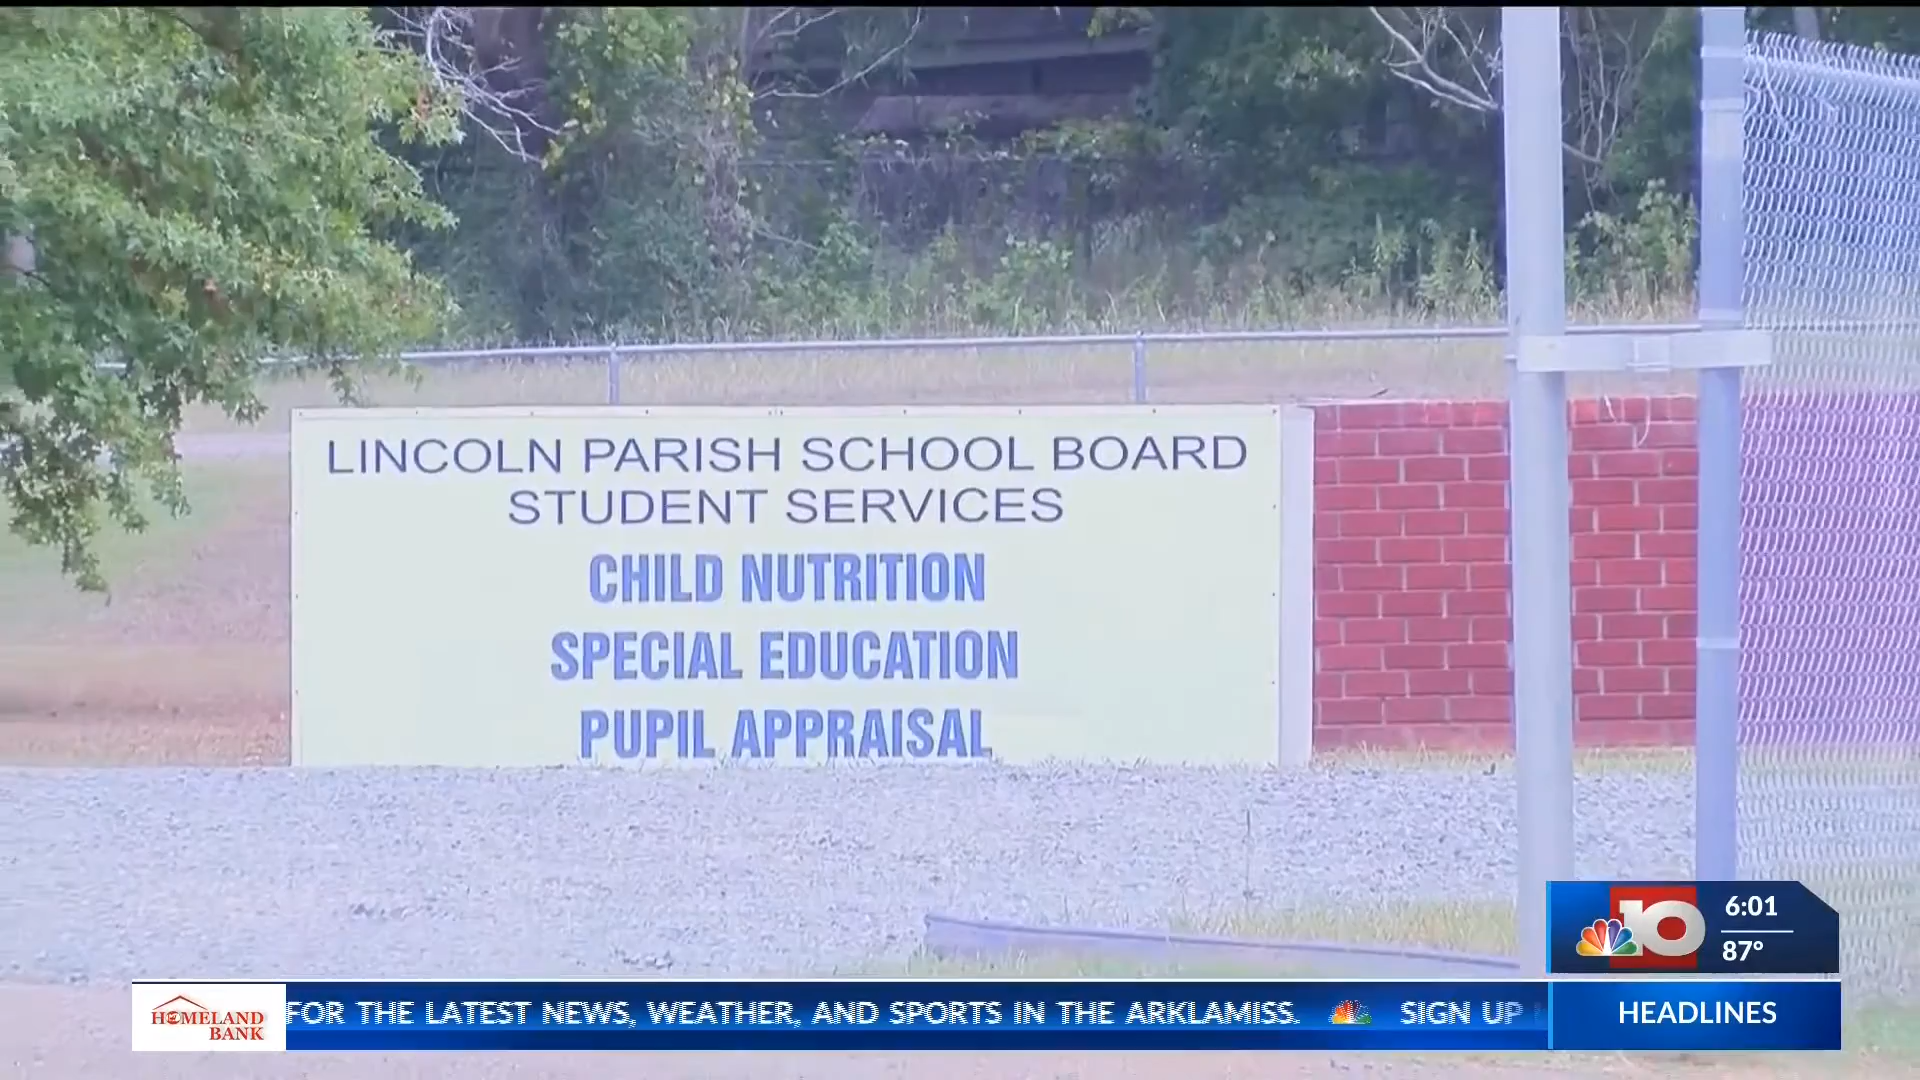 LINCOLN PARISH SCHOOL BOARD
STUDENT SERVICES
CHILD NUTRITION
SPECIAL EDUCATION
PUPIL APPRAISAL
10
6:01
87°
HOMELAND
BANK
FOR THE LATEST NEWS, WEATHER, AND SPORTS IN THE ARKLAMISS. SIGN UP
HEADLINES